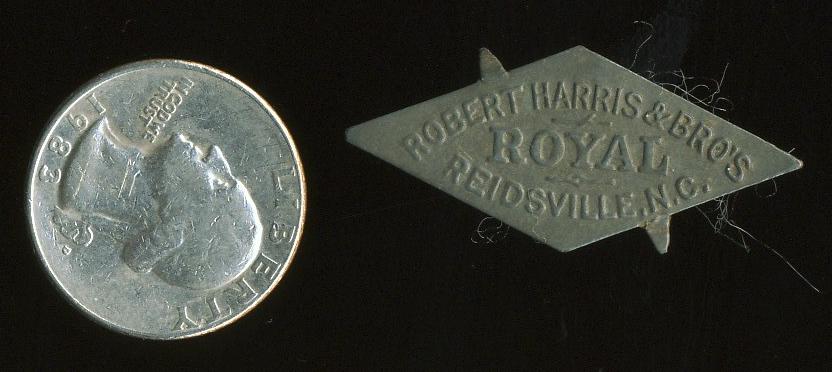 LIBERTY
IN GOD WE
TRUST
1983
P
ROBERT HARRIS & BRO'S
ROYAL
REIDSVILLE, N.C.